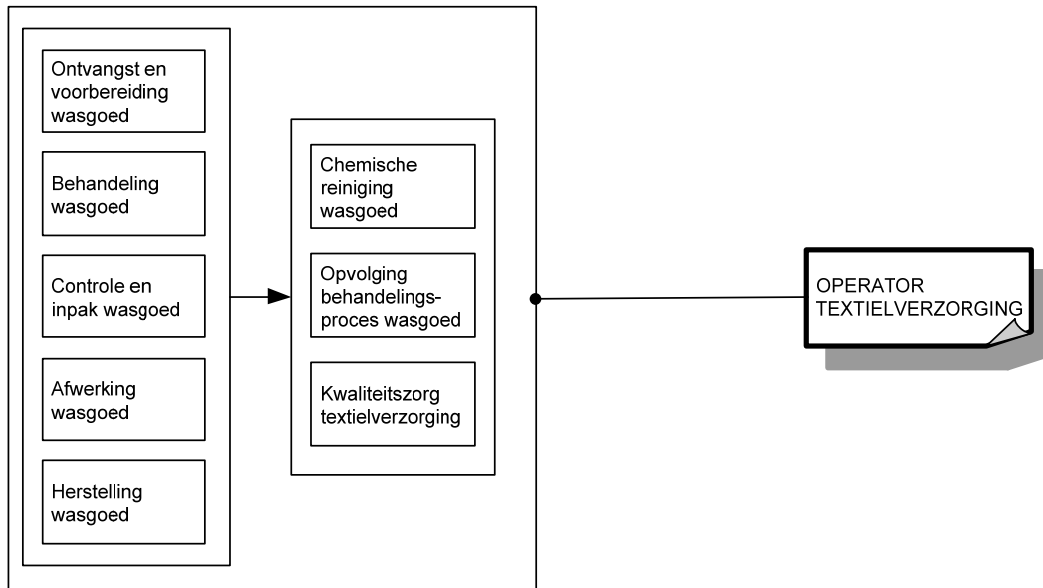 Ontvangst en
voorbereiding
wasgoed
Behandeling
wasgoed
Controle en
inpak wasgoed
Afwerking
wasgoed
Herstelling
wasgoed
Chemische
reiniging
wasgoed
Opvolging
behandelings-
proces wasgoed
Kwaliteitszorg
textielverzorging
OPERATOR
TEXTIELVERZORGING